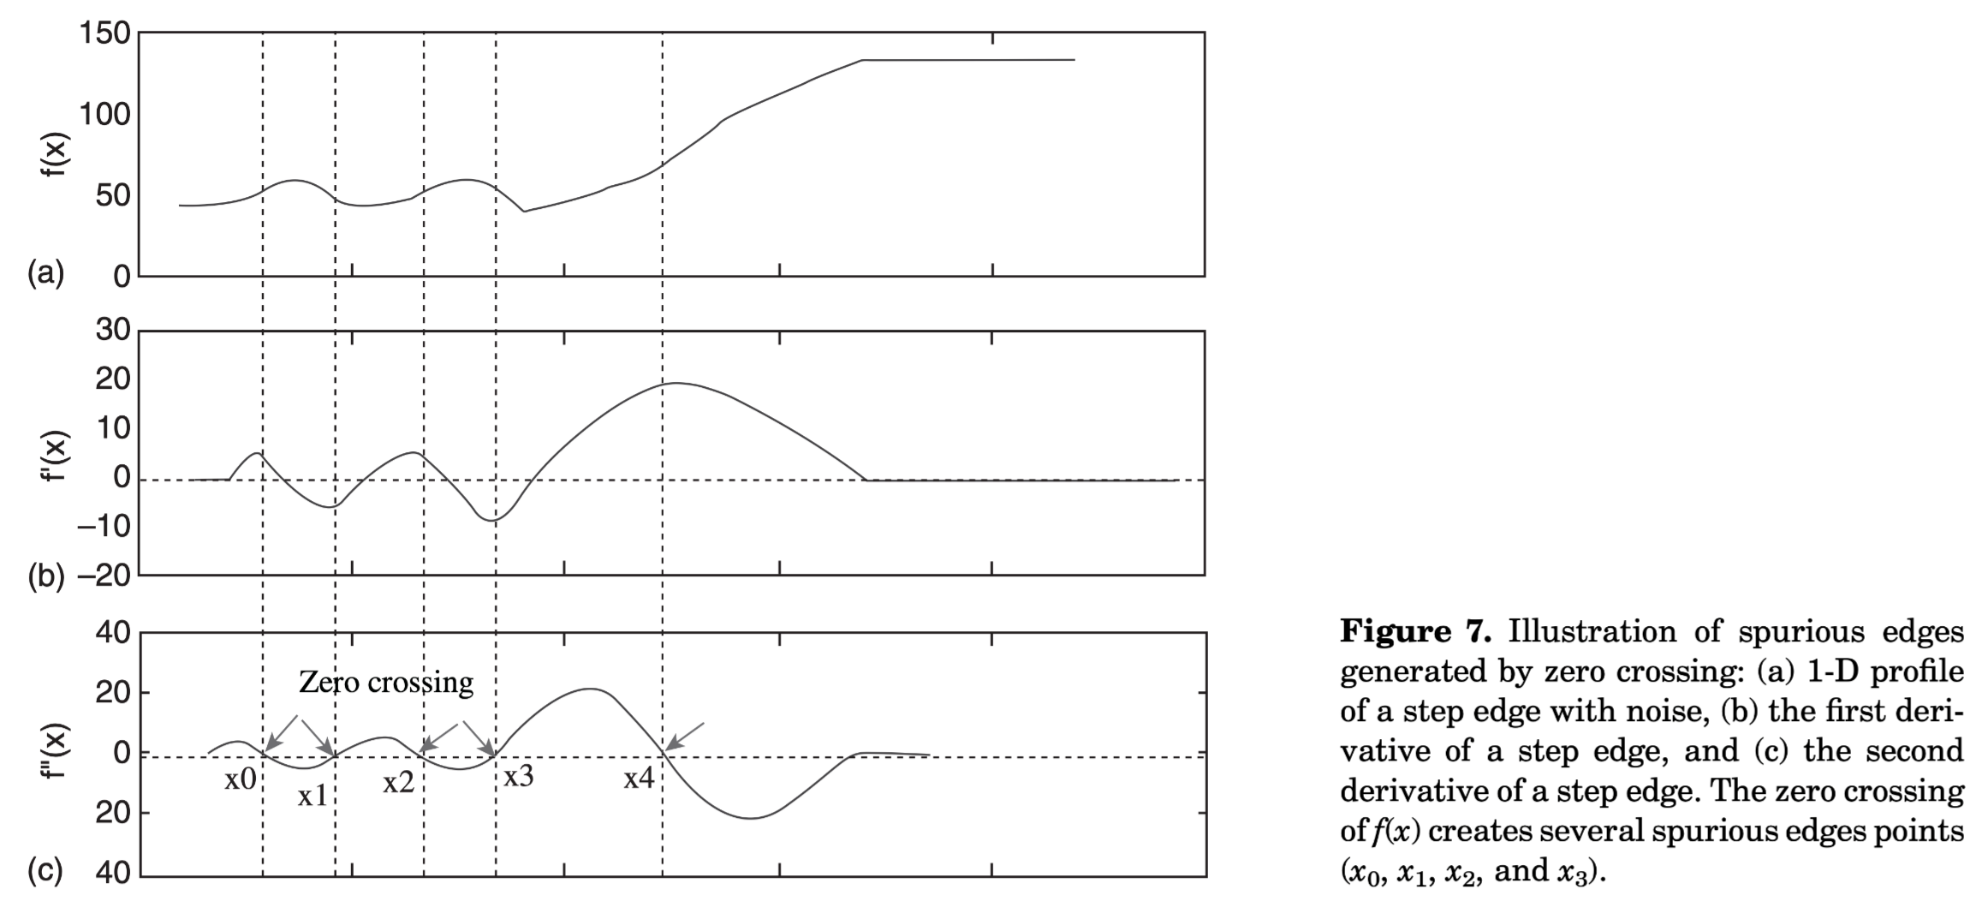 150
100
50
0
f(x)
(a)
30
20
10
0
−10
−20
f'(x)
(b)
40
20
0
20
40
f"(x)
(c)
Zero crossing
x0
x1
x2
x3
x4
Figure 7. Illustration of spurious edges
generated by zero crossing: (a) 1-D profile
of a step edge with noise, (b) the first deri-
vative of a step edge, and (c) the second
derivative of a step edge. The zero crossing
of f(x) creates several spurious edges points
(x₀, x₁, x₂, and x₃).